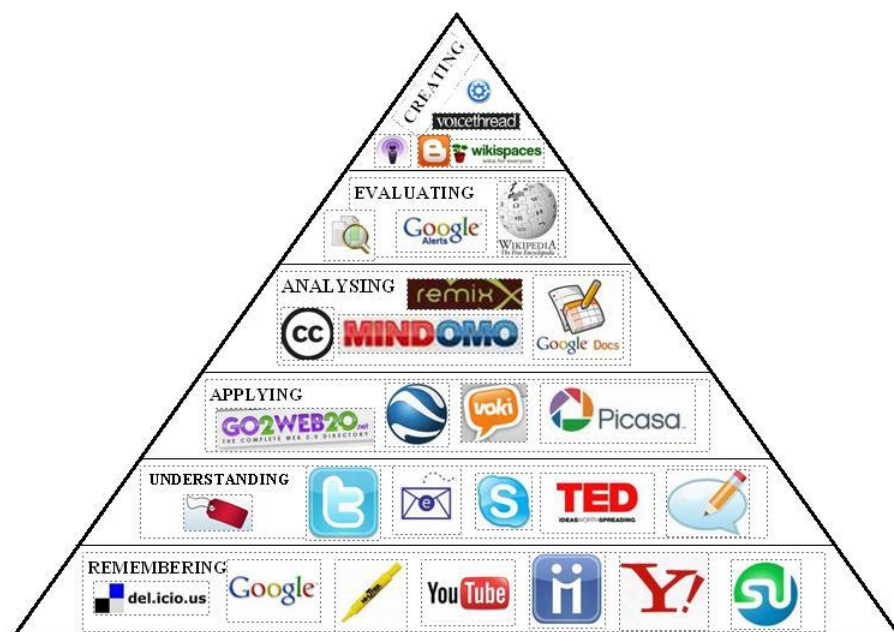 CREATING
voicethread
wikispaces
wikis for everyone
EVALUATING
Google
Alerts
WIKIPEDIA
The Free Encyclopedia
ANALYSING
remix
cc
MINDOMO
Google Docs
APPLYING
GO2WEB20.net
THE COMPLETE WEB 2.0 DIRECTORY
voki
Picasa
UNDERSTANDING
e
S
TED
IDEAS WORTH SPREADING
REMEMBERING
del.icio.us
Google
YouTube
Y!